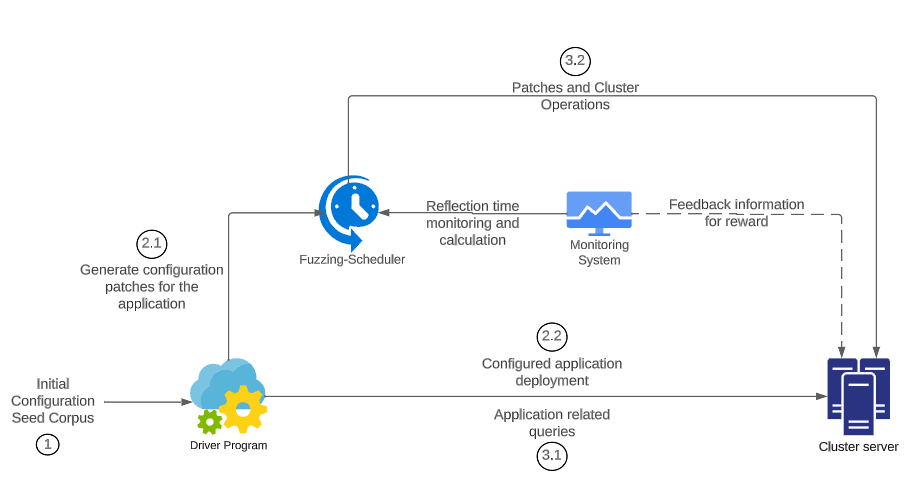 3.2
Patches and Cluster
Operations
Reflection time
monitoring and
calculation
Feedback information
for reward
Monitoring
System
Fuzzing-Scheduler
2.1
Generate configuration
patches for the
application
2.2
Configured application
deployment
Initial
Configuration
Seed Corpus
1
Driver Program
Application related
queries
3.1
Cluster server